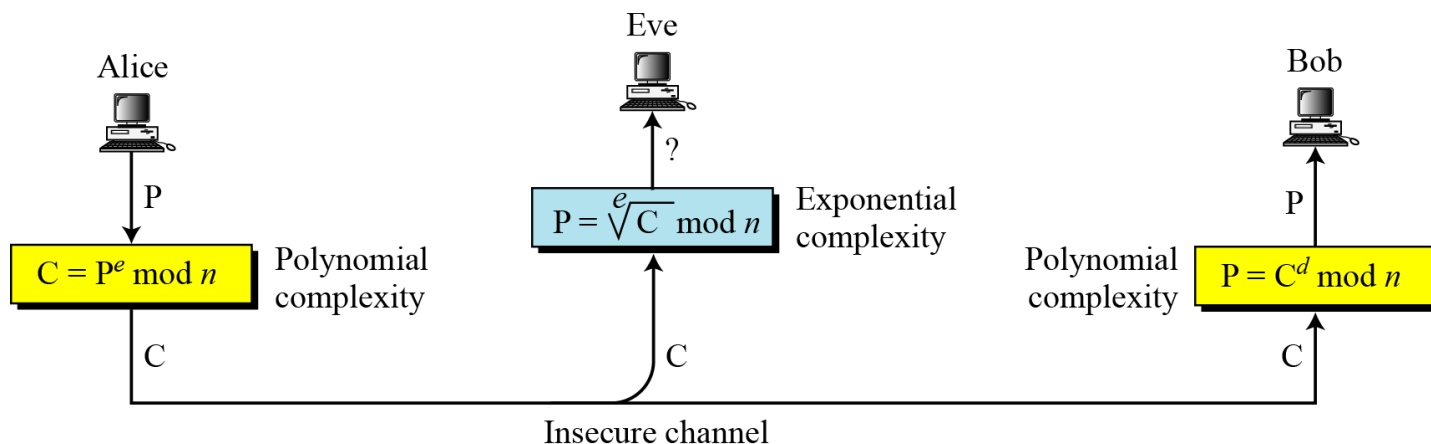 Eve
Alice
Bob
?
P
P
P = ᵉ√C mod n
Exponential
complexity
C = Pᵉ mod n
Polynomial
complexity
Polynomial
complexity
P = Cᵈ mod n
C
C
C
Insecure channel